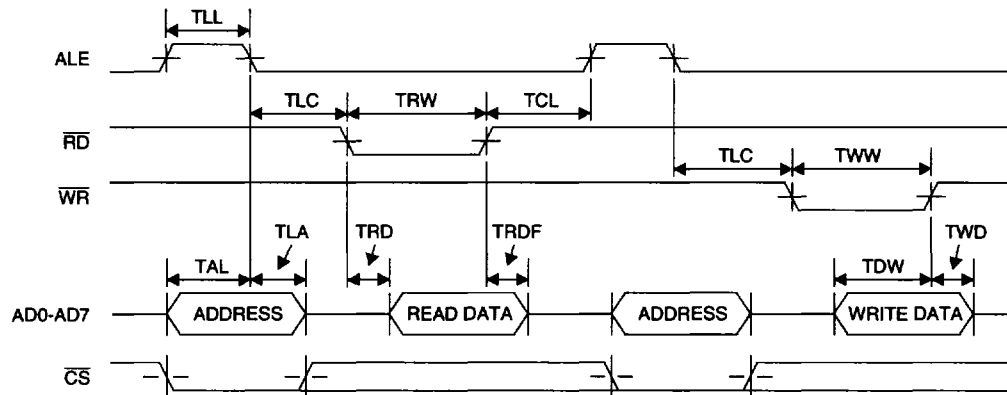 TLL
ALE
TLC TRW TCL
RD
TLC TWW
WR
TLA TRD TRDF TWD
TAL TDW
AD0-AD7 ADDRESS READ DATA ADDRESS WRITE DATA
CS